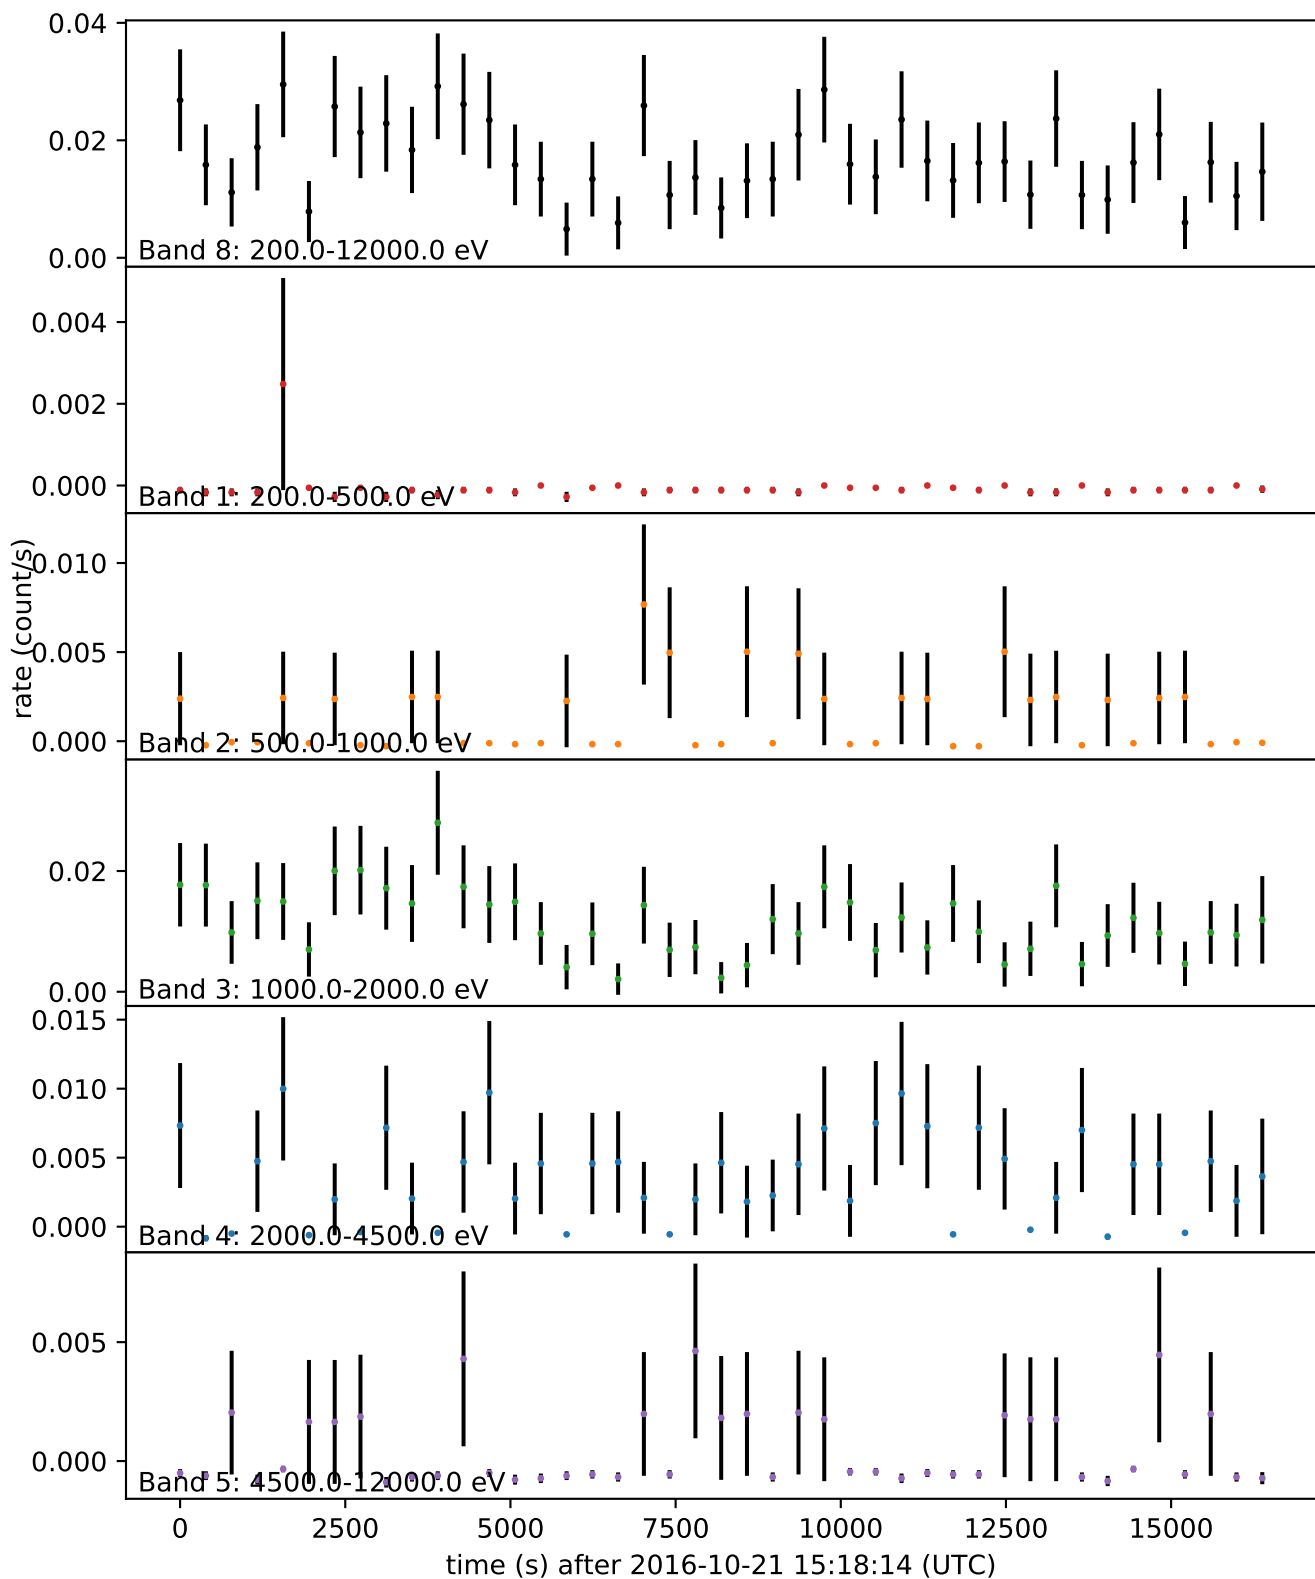 0.04
0.02
0.00
Band 8: 200.0-12000.0 eV
0.004
0.002
0.000
Band 1: 200.0-500.0 eV
rate (count/s)
0.010
0.005
0.000
Band 2: 500.0-1000.0 eV
0.02
0.00
Band 3: 1000.0-2000.0 eV
0.015
0.010
0.005
0.000
Band 4: 2000.0-4500.0 eV
0.005
0.000
Band 5: 4500.0-12000.0 eV
0 2500 5000 7500 10000 12500 15000
time (s) after 2016-10-21 15:18:14 (UTC)